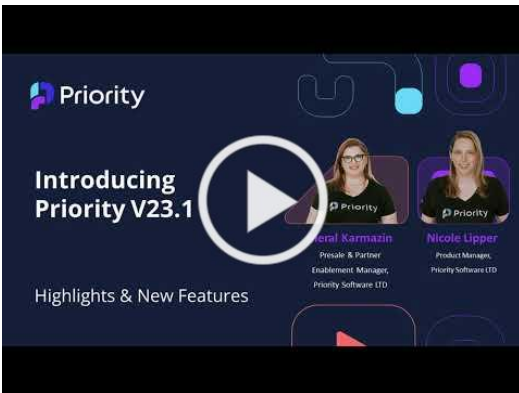 Priority
Introducing
Priority V23.1
Highlights & New Features
Priority
Priority
Karmazin
Nicole Lipper
Presale & Partner
Enablement Manager,
Priority Software LTD
Product Manager,
Priority Software LTD